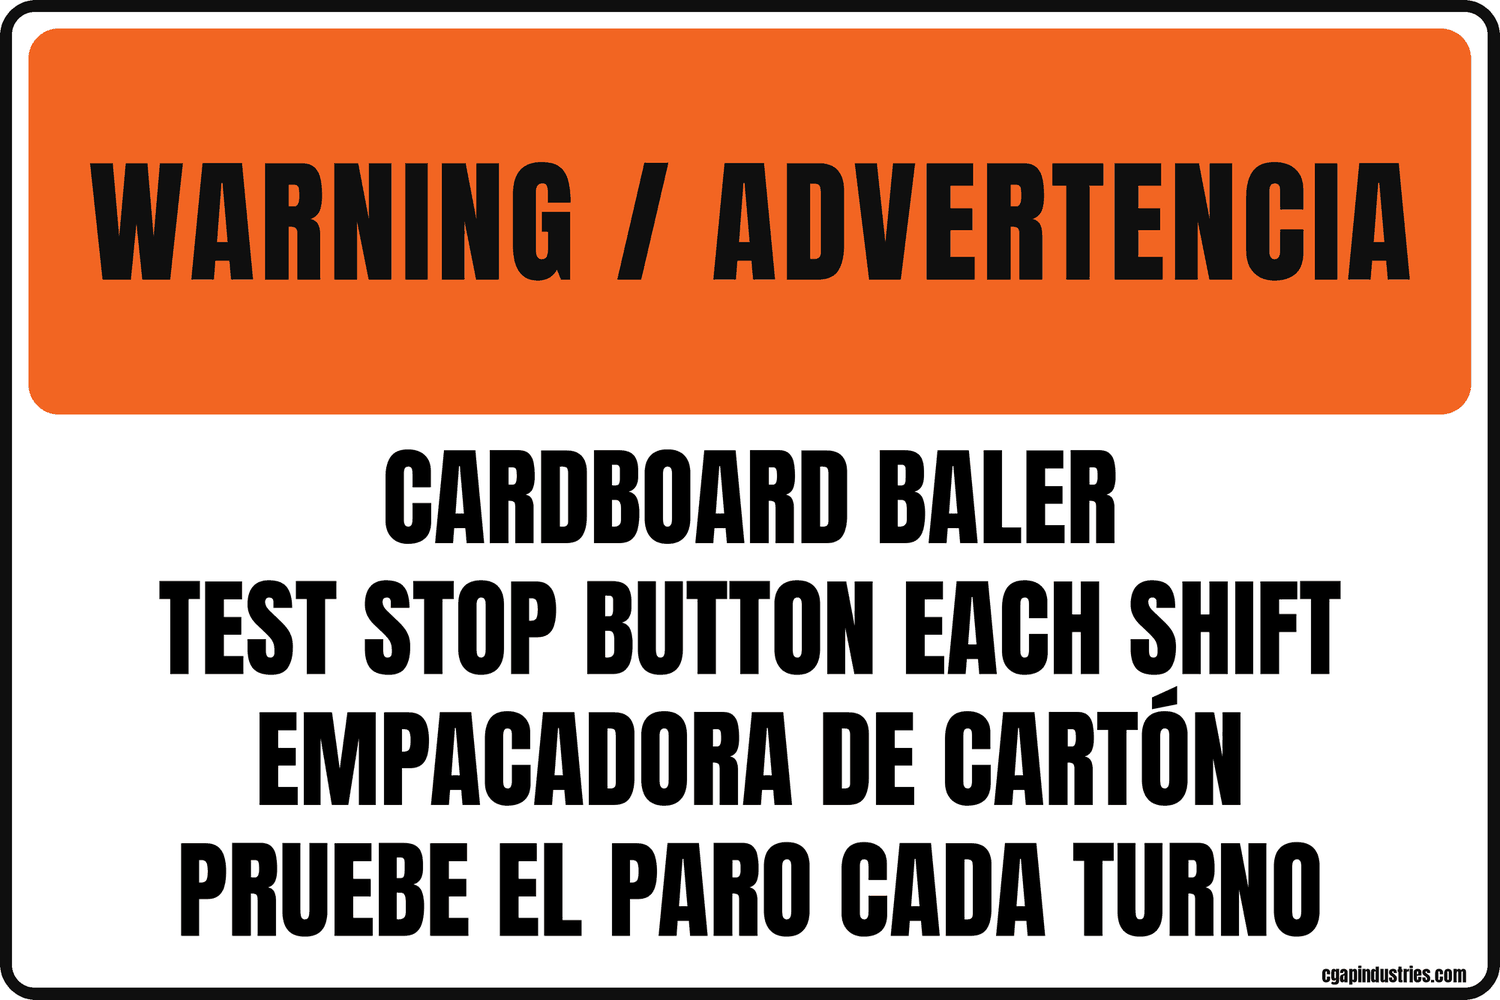 WARNING / ADVERTENCIA
CARDBOARD BALER
TEST STOP BUTTON EACH SHIFT
EMPACADORA DE CARTÓN
PRUEBE EL PARO CADA TURNO
cgapindustries.com